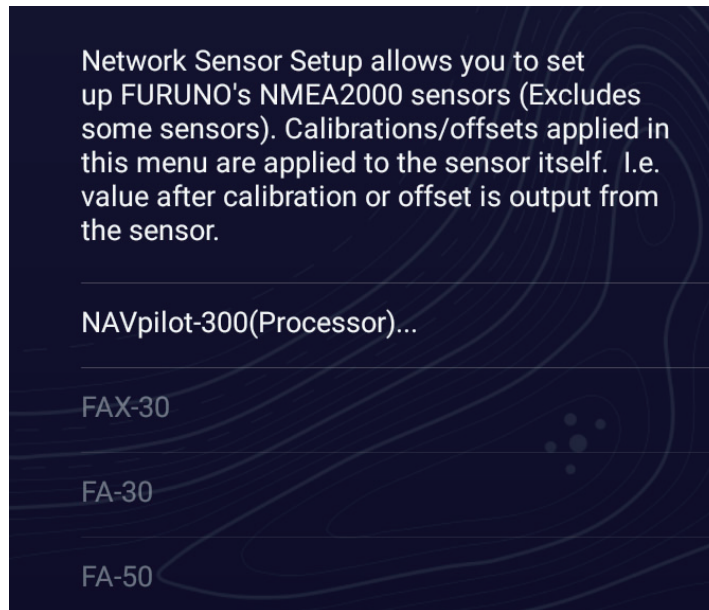 Network Sensor Setup allows you to set
up FURUNO's NMEA2000 sensors (Excludes
some sensors). Calibrations/offsets applied in
this menu are applied to the sensor itself.  I.e.
value after calibration or offset is output from
the sensor.
NAVpilot-300(Processor)...
FAX-30
FA-30
FA-50